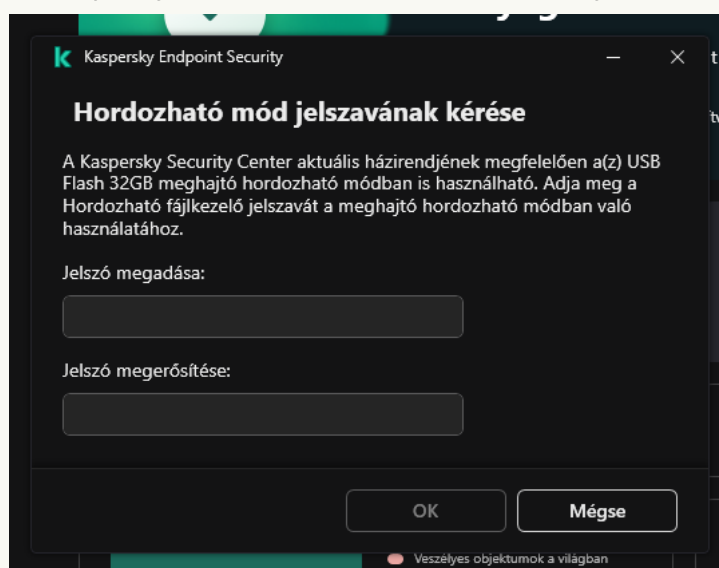 Kaspersky Endpoint Security
Hordozható mód jelszavának kérése
A Kaspersky Security Center aktuális házirendjének megfelelően a(z) USB
Flash 32GB meghajtó hordozható módban is használható. Adja meg a
Hordozható fájlkezelő jelszavát a meghajtó hordozható módban való
használatához.
Jelszó megadása:
Jelszó megerősítése:
OK
Mégse
Veszélyes objektumok a világban